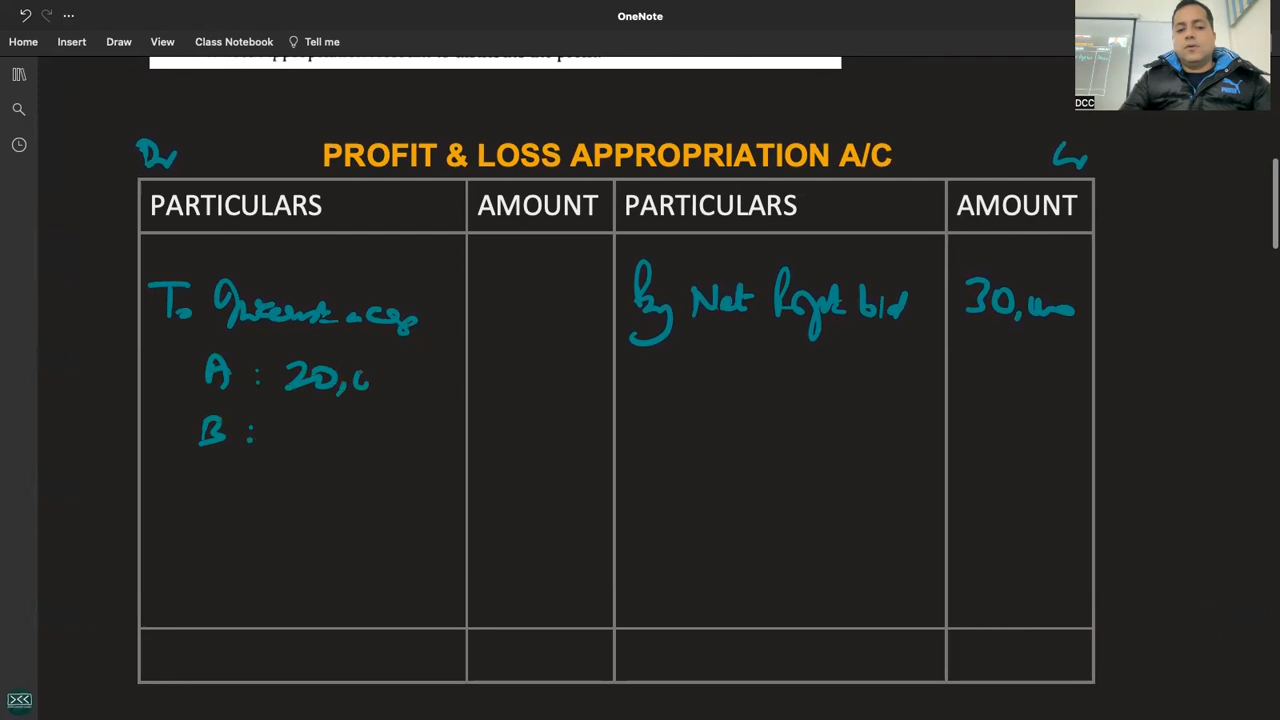 OneNote
Home Insert Draw View Class Notebook Tell me
DCC
Dr PROFIT & LOSS APPROPRIATION A/C Cr
PARTICULARS AMOUNT PARTICULARS AMOUNT
To Interest on cap By Net Profit b/d 30,000
A : 20,0
B :